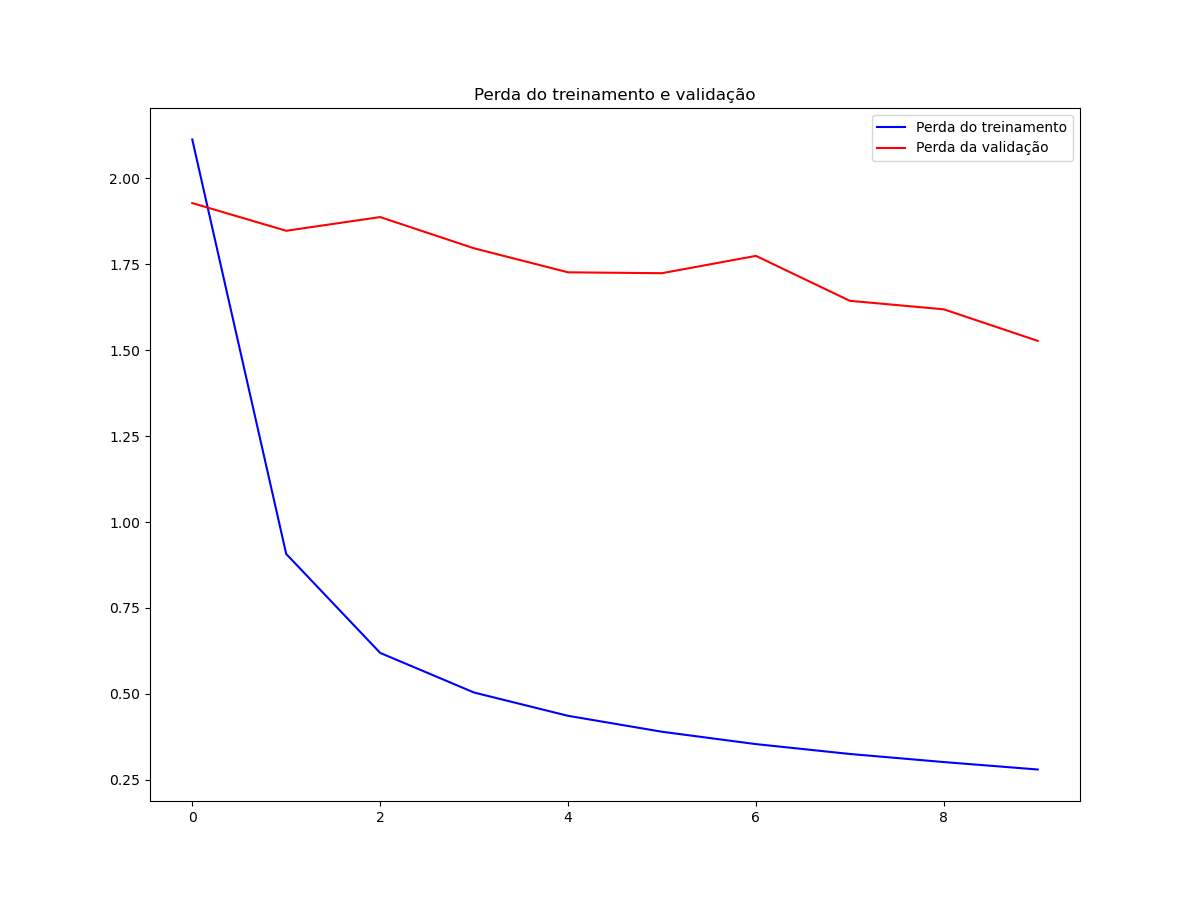 Perda do treinamento e validação
Perda do treinamento
Perda da validação
2.00
1.75
1.50
1.25
1.00
0.75
0.50
0.25
0 2 4 6 8